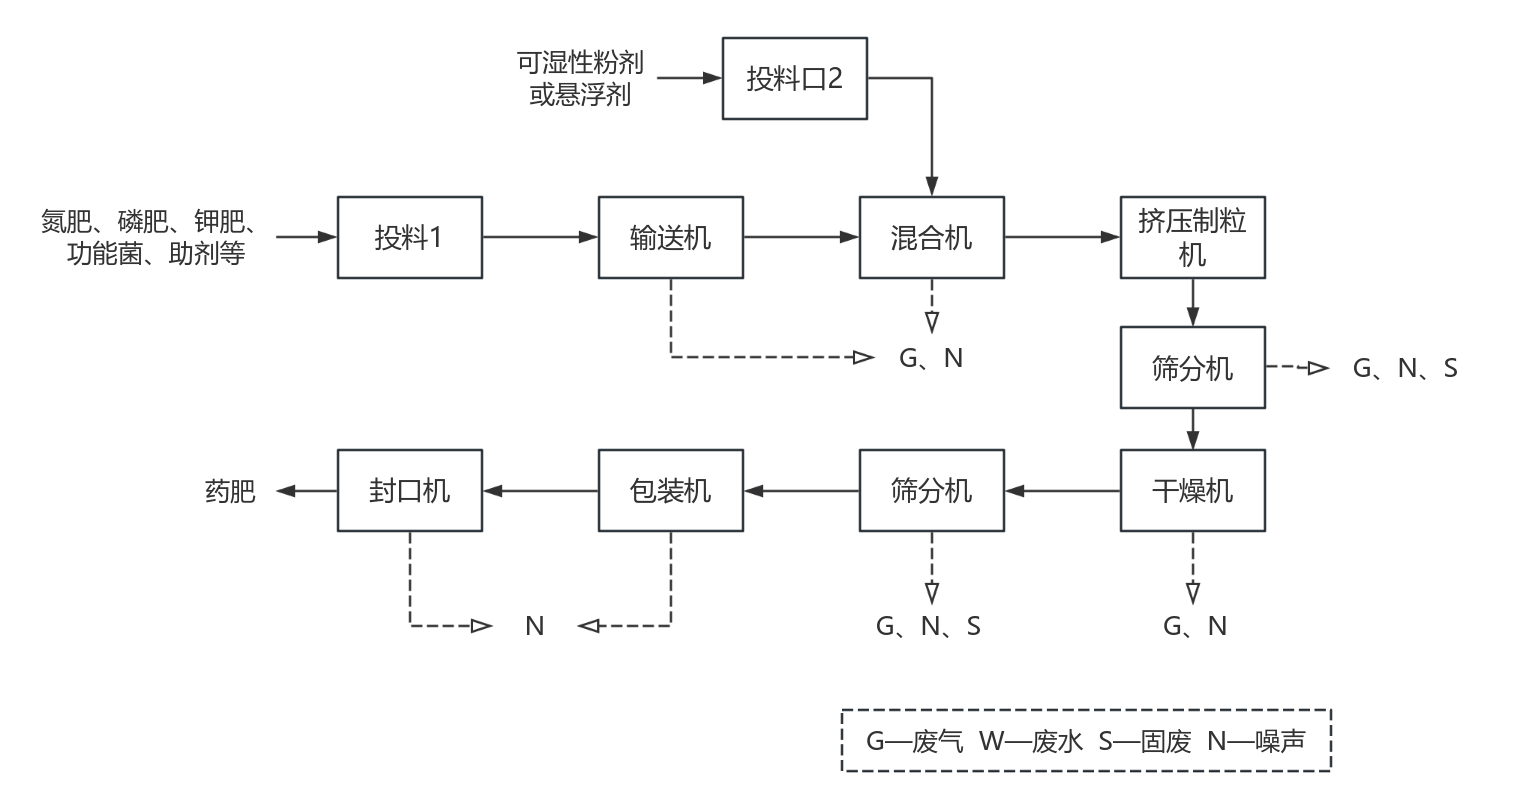 可湿性粉剂
或悬浮剂
投料口2
氮肥、磷肥、钾肥、
功能菌、助剂等
投料1
输送机
混合机
挤压制粒
机
G、N
筛分机
G、N、S
药肥
封口机
包装机
筛分机
干燥机
N
G、N、S
G、N
G—废气 W—废水 S—固废 N—噪声